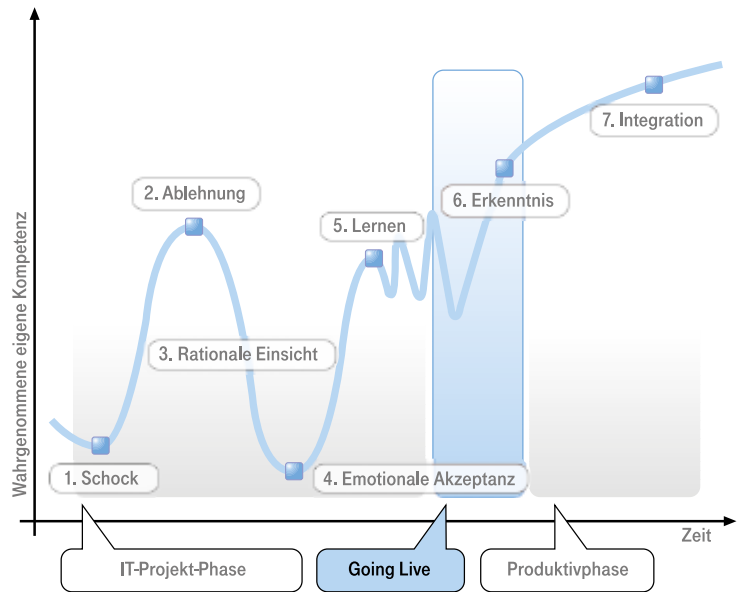 Wahrgenommene eigene Kompetenz
7. Integration
2. Ablehnung
6. Erkenntnis
5. Lernen
3. Rationale Einsicht
1. Schock
4. Emotionale Akzeptanz
Zeit
IT-Projekt-Phase
Going Live
Produktivphase